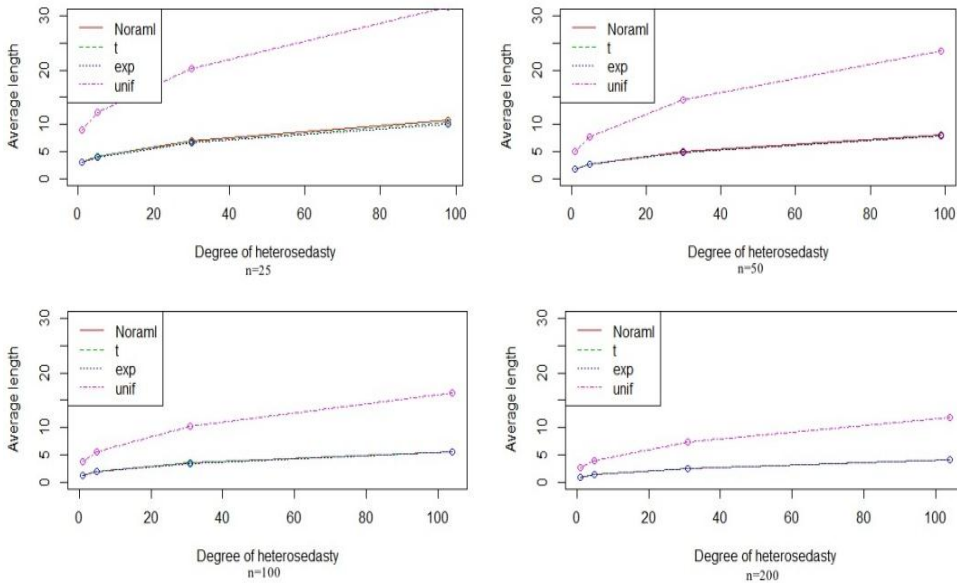 Average length
30
20
10
5
0
Noraml
t
exp
unif
0 20 40 60 80 100
Degree of heterosedasty
n=25
Average length
30
20
10
5
0
Noraml
t
exp
unif
0 20 40 60 80 100
Degree of heterosedasty
n=50
Average length
30
20
10
5
0
Noraml
t
exp
unif
0 20 40 60 80 100
Degree of heterosedasty
n=100
Average length
30
20
10
5
0
Noraml
t
exp
unif
0 20 40 60 80 100
Degree of heterosedasty
n=200